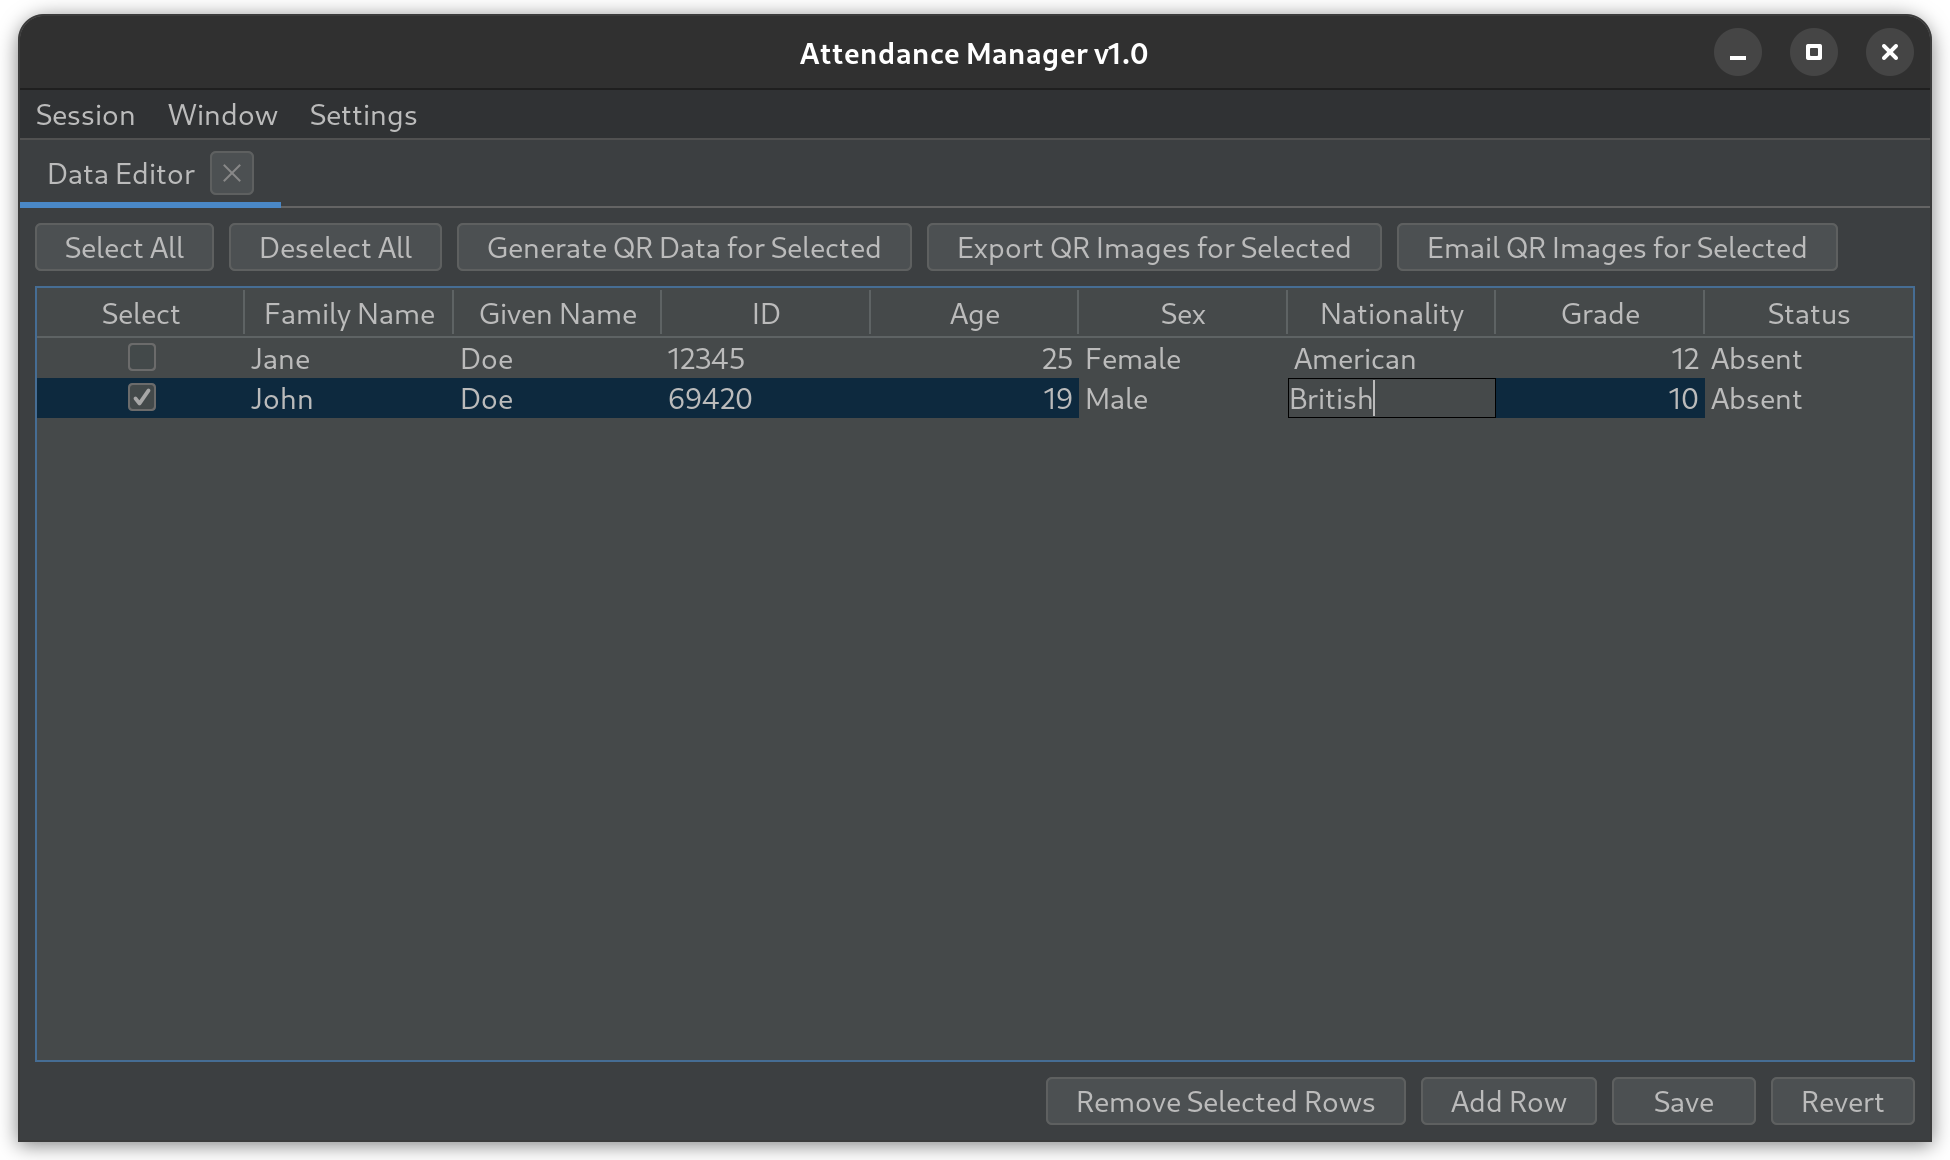 Attendance Manager v1.0
Session Window Settings
Data Editor
Select All Deselect All Generate QR Data for Selected Export QR Images for Selected Email QR Images for Selected
Select Family Name Given Name ID Age Sex Nationality Grade Status
Jane Doe 12345 25 Female American 12 Absent
John Doe 69420 19 Male British 10 Absent
Remove Selected Rows Add Row Save Revert